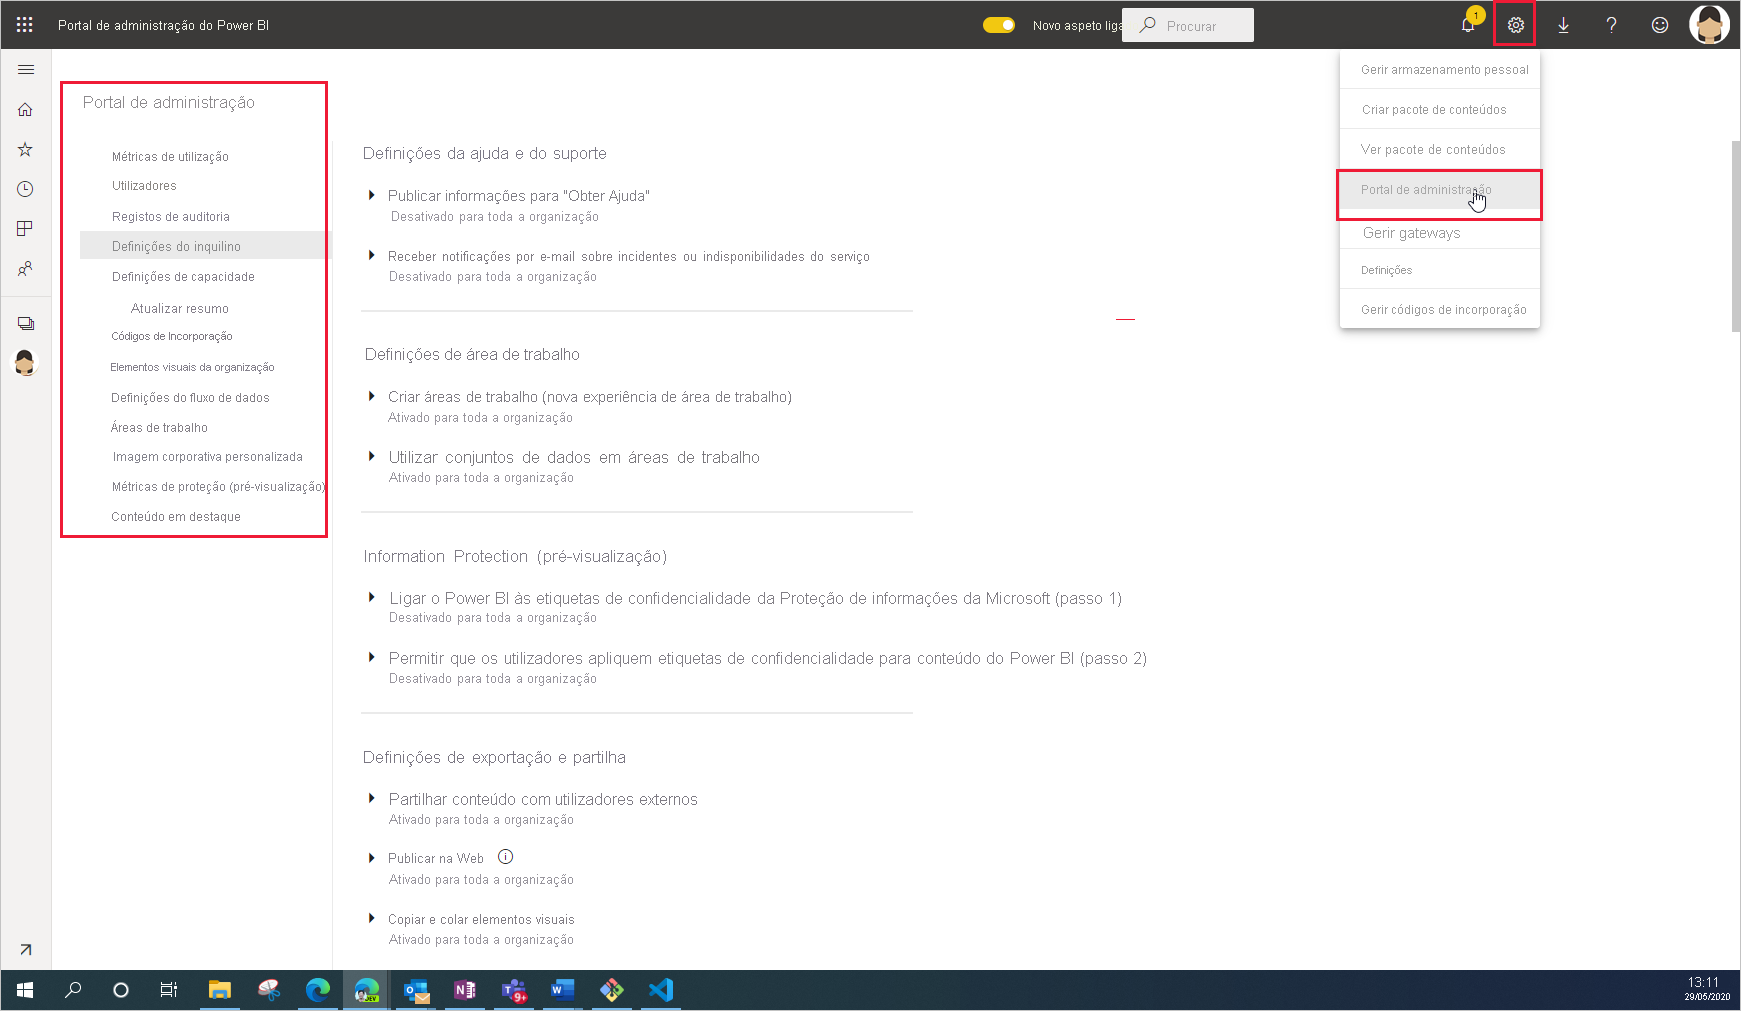 Portal de administração do Power BI
Novo aspeto liga
Procurar
1
Gerir armazenamento pessoal
Criar pacote de conteúdos
Ver pacote de conteúdos
Portal de administração
Gerir gateways
Definições
Gerir códigos de incorporação
Portal de administração
Métricas de utilização
Utilizadores
Registos de auditoria
Definições do inquilino
Definições de capacidade
Atualizar resumo
Códigos de Incorporação
Elementos visuais da organização
Definições do fluxo de dados
Áreas de trabalho
Imagem corporativa personalizada
Métricas de proteção (pré-visualização)
Conteúdo em destaque
Definições da ajuda e do suporte
Publicar informações para "Obter Ajuda"
Desativado para toda a organização
Receber notificações por e-mail sobre incidentes ou indisponibilidades do serviço
Desativado para toda a organização
Definições de área de trabalho
Criar áreas de trabalho (nova experiência de área de trabalho)
Ativado para toda a organização
Utilizar conjuntos de dados em áreas de trabalho
Ativado para toda a organização
Information Protection (pré-visualização)
Ligar o Power BI às etiquetas de confidencialidade da Proteção de informações da Microsoft (passo 1)
Desativado para toda a organização
Permitir que os utilizadores apliquem etiquetas de confidencialidade para conteúdo do Power BI (passo 2)
Desativado para toda a organização
Definições de exportação e partilha
Partilhar conteúdo com utilizadores externos
Ativado para toda a organização
Publicar na Web
Ativado para toda a organização
Copiar e colar elementos visuais
Ativado para toda a organização
DEV
9+
13:11
29/05/2020